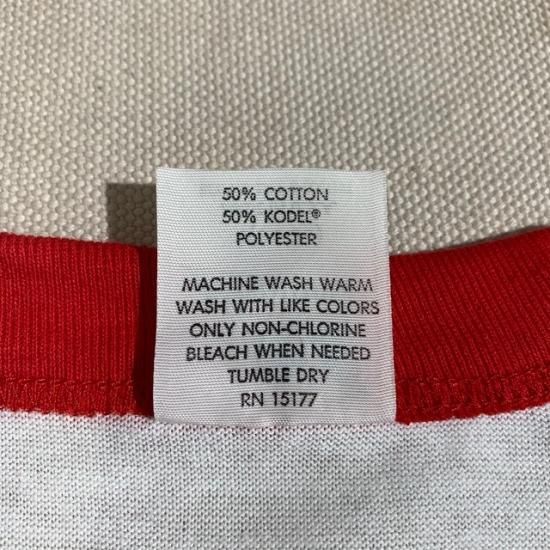 50% COTTON
50% KODEL®
POLYESTER
MACHINE WASH WARM
WASH WITH LIKE COLORS
ONLY NON-CHLORINE
BLEACH WHEN NEEDED
TUMBLE DRY
RN 15177